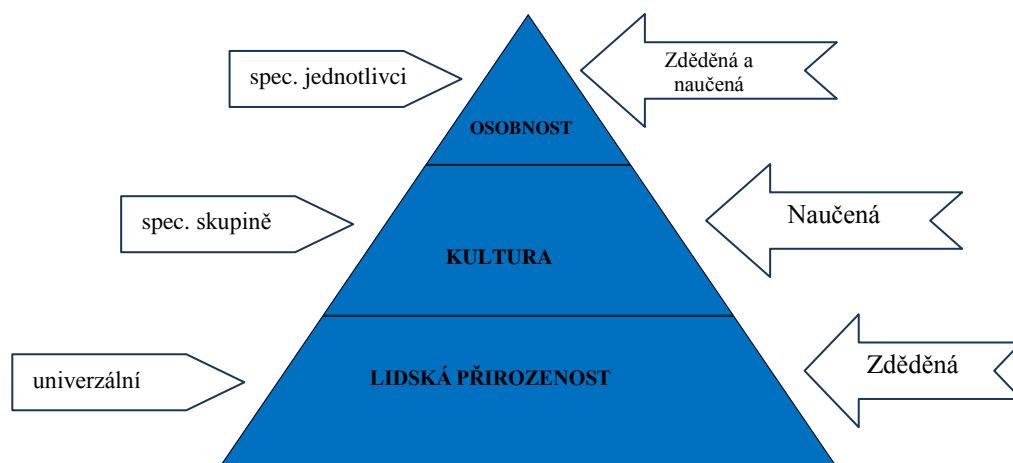 spec. jednotlivci
Zděděná a
naučená
OSOBNOST
spec. skupině
Naučená
KULTURA
univerzální
LIDSKÁ PŘIROZENOST
Zděděná